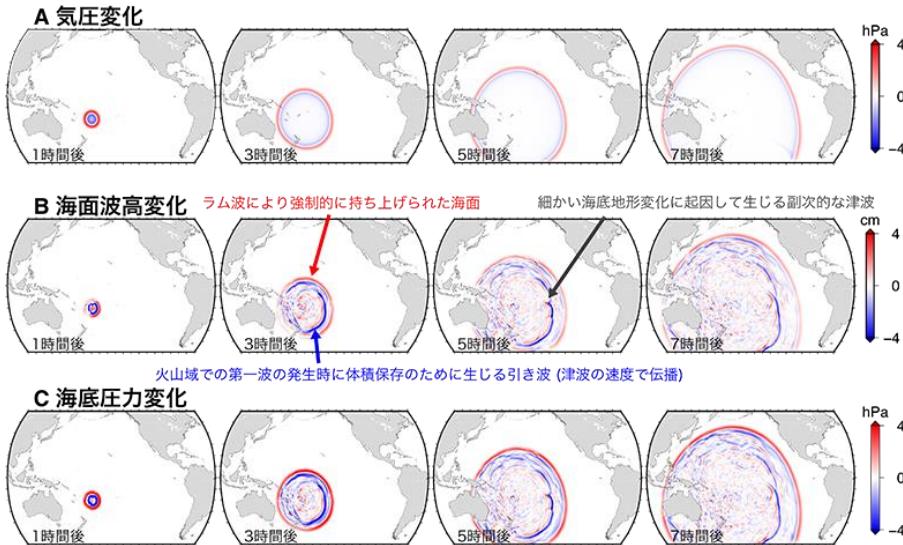 A 気圧変化
hPa
4
0
-4
1時間後
3時間後
5時間後
7時間後
B 海面波高変化
ラム波により強制的に持ち上げられた海面
細かい海底地形変化に起因して生じる副次的な津波
cm
4
0
-4
1時間後
3時間後
5時間後
7時間後
火山域での第一波の発生時に体積保存のために生じる引き波 (津波の速度で伝播)
C 海底圧力変化
hPa
4
0
-4
1時間後
3時間後
5時間後
7時間後